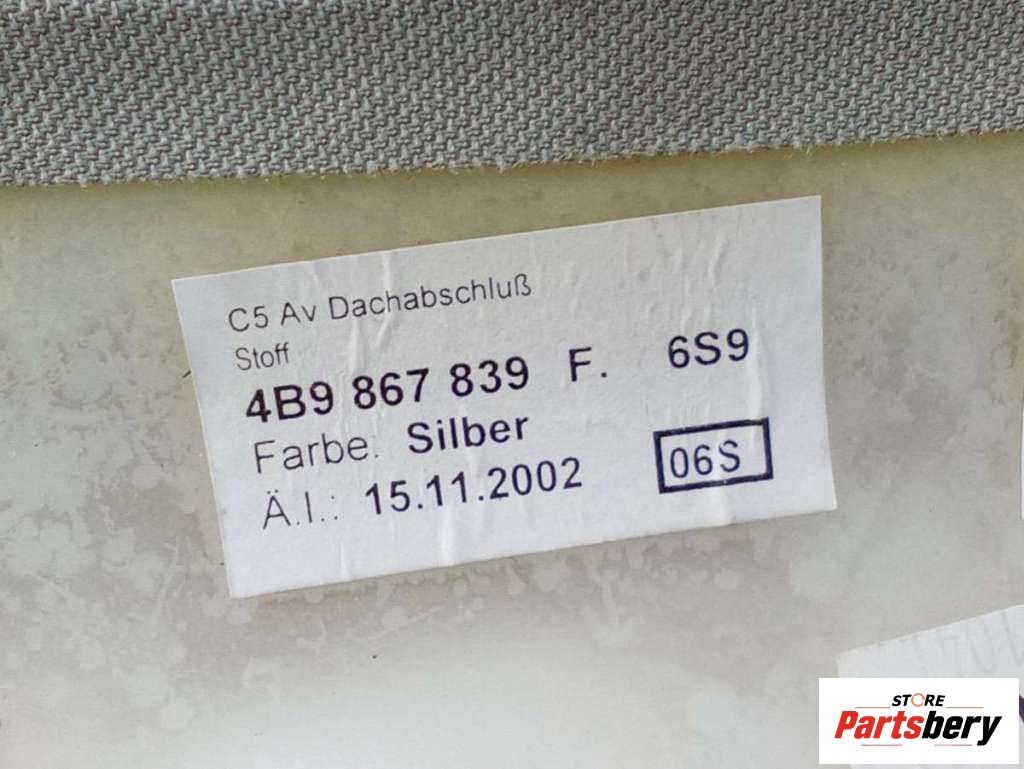 C5 Av Dachabschluß
Stoff
4B9 867 839 F. 6S9
Farbe: Silber
Ä.I.: 15.11.2002 06S
STORE
Partsbery